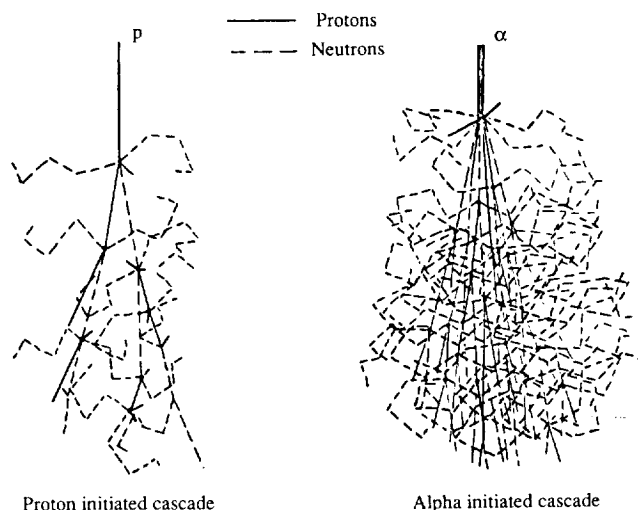 p
Protons
Neutrons
α
Proton initiated cascade
Alpha initiated cascade